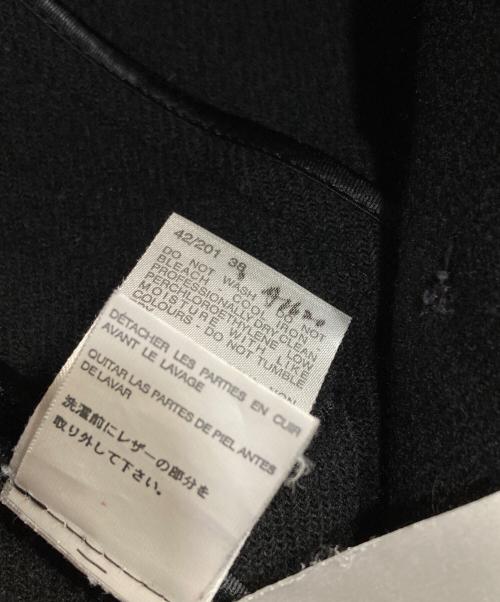 42/201 38
DO NOT WASH - DO NOT
BLEACH - COOL IRON
PROFESSIONALLY DRY CLEAN
PERCHLOROETHYLENE LOW
MOISTURE WITH LIKE
COLOURS - DO NOT TUMBLE
DÉTACHER LES PARTIES EN CUIR
AVANT LE LAVAGE
QUITAR LAS PARTES DE PIEL ANTES
DE LAVAR
洗濯前にレザーの部分を
取り外して下さい。